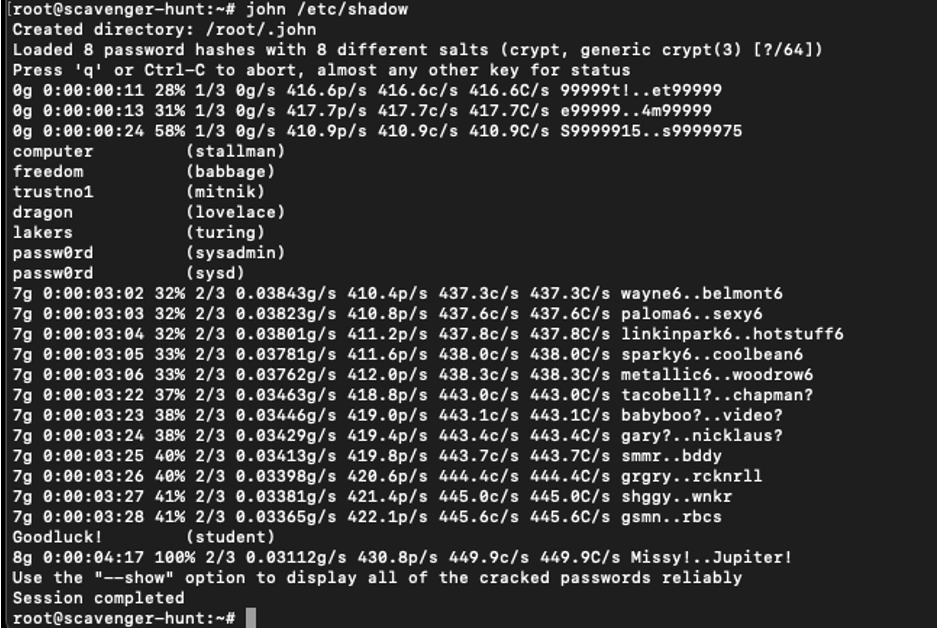 [root@scavenger-hunt:~# john /etc/shadow
Created directory: /root/.john
Loaded 8 password hashes with 8 different salts (crypt, generic crypt(3) [?/64])
Press 'q' or Ctrl-C to abort, almost any other key for status
0g 0:00:00:11 28% 1/3 0g/s 416.6p/s 416.6c/s 416.6C/s 99999t!..et99999
0g 0:00:00:13 31% 1/3 0g/s 417.7p/s 417.7c/s 417.7C/s e99999..4m99999
0g 0:00:00:24 58% 1/3 0g/s 410.9p/s 410.9c/s 410.9C/s S9999915..s9999975
computer         (stallman)
freedom          (babbage)
trustno1         (mitnik)
dragon           (lovelace)
lakers           (turing)
passw0rd         (sysadmin)
passw0rd         (sysd)
7g 0:00:03:02 32% 2/3 0.03843g/s 410.4p/s 437.3c/s 437.3C/s wayne6..belmont6
7g 0:00:03:03 32% 2/3 0.03823g/s 410.8p/s 437.6c/s 437.6C/s paloma6..sexy6
7g 0:00:03:04 32% 2/3 0.03801g/s 411.2p/s 437.8c/s 437.8C/s linkinpark6..hotstuff6
7g 0:00:03:05 33% 2/3 0.03781g/s 411.6p/s 438.0c/s 438.0C/s sparky6..coolbean6
7g 0:00:03:06 33% 2/3 0.03762g/s 412.0p/s 438.3c/s 438.3C/s metallic6..woodrow6
7g 0:00:03:22 37% 2/3 0.03463g/s 418.8p/s 443.0c/s 443.0C/s tacobell?..chapman?
7g 0:00:03:23 38% 2/3 0.03446g/s 419.0p/s 443.1c/s 443.1C/s babyboo?..video?
7g 0:00:03:24 38% 2/3 0.03429g/s 419.4p/s 443.4c/s 443.4C/s gary?..nicklaus?
7g 0:00:03:25 40% 2/3 0.03413g/s 419.8p/s 443.7c/s 443.7C/s smmr..bddy
7g 0:00:03:26 40% 2/3 0.03398g/s 420.6p/s 444.4c/s 444.4C/s grgry..rcknrll
7g 0:00:03:27 41% 2/3 0.03381g/s 421.4p/s 445.0c/s 445.0C/s shggy..wnkr
7g 0:00:03:28 41% 2/3 0.03365g/s 422.1p/s 445.6c/s 445.6C/s gsmn..rbcs
Goodluck!        (student)
8g 0:00:04:17 100% 2/3 0.03112g/s 430.8p/s 449.9c/s 449.9C/s Missy!..Jupiter!
Use the "--show" option to display all of the cracked passwords reliably
Session completed
root@scavenger-hunt:~#